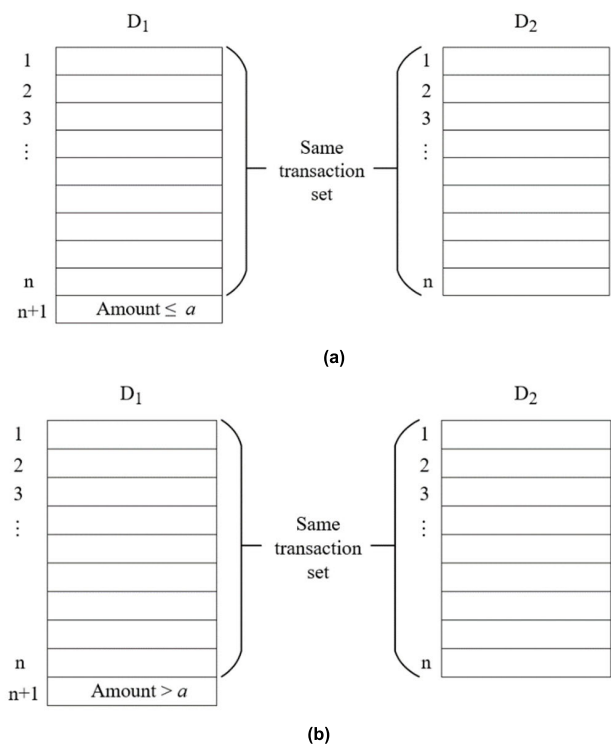 D1 D2
1 1
2 2
3 3
⋮ ⋮
Same
transaction
set
n n
n+1 Amount ≤ a
(a)
D1 D2
1 1
2 2
3 3
⋮ ⋮
Same
transaction
set
n n
n+1 Amount > a
(b)